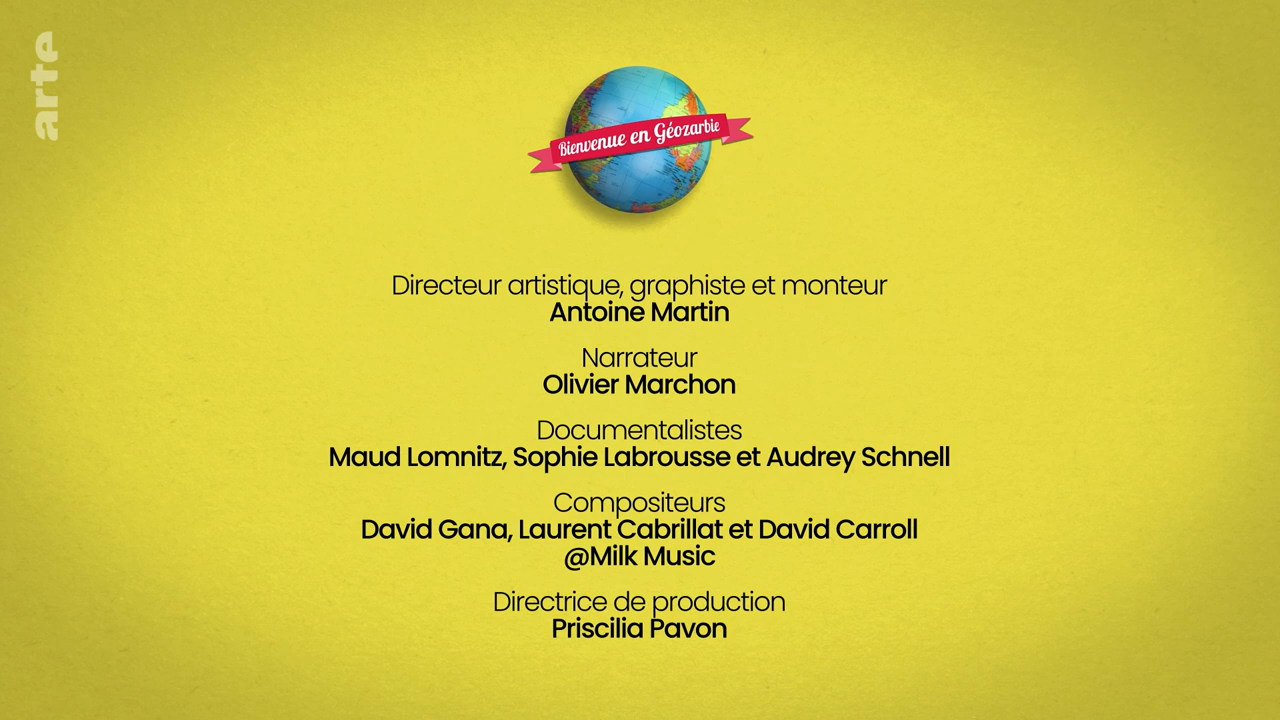 arte
Bienvenue en Géozarbie
Directeur artistique, graphiste et monteur
Antoine Martin
Narrateur
Olivier Marchon
Documentalistes
Maud Lomnitz, Sophie Labrousse et Audrey Schnell
Compositeurs
David Gana, Laurent Cabrillat et David Carroll
@Milk Music
Directrice de production
Priscilia Pavon